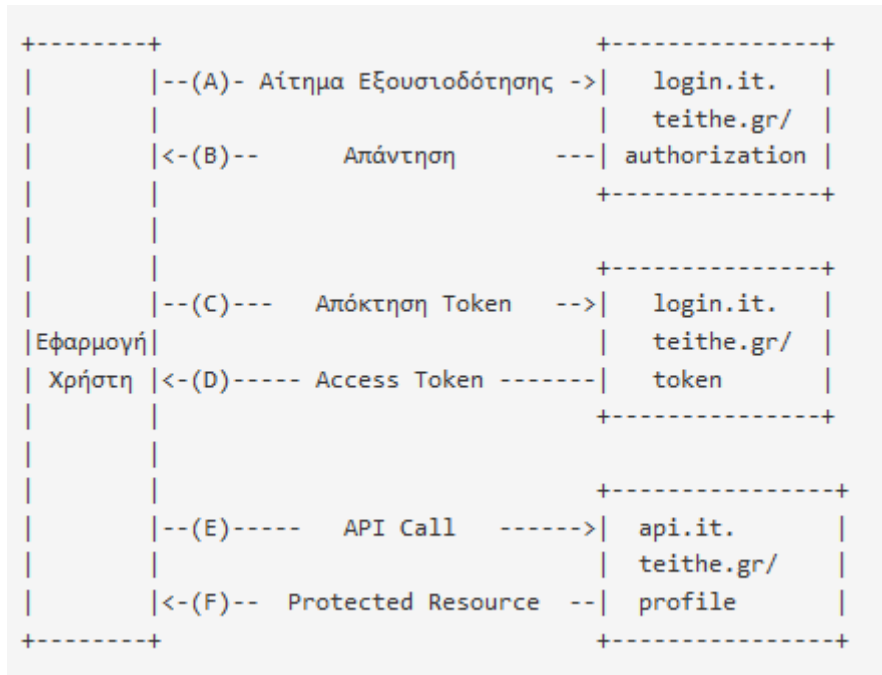 +--------+                               +---------------+
|        |--(A)- Αίτημα Εξουσιοδότησης ->|   login.it.   |
|        |                               |   teithe.gr/  |
|        |<-(B)--      Απάντηση       ---| authorization |
|        |                               +---------------+
|        |
|        |                               +---------------+
|        |--(C)---   Απόκτηση Token   -->|   login.it.   |
|Εφαρμογή|                               |   teithe.gr/  |
| Χρήστη |<-(D)----- Access Token -------|   token       |
|        |                               +---------------+
|        |
|        |                               +----------------+
|        |--(E)-----   API Call   ------>|  api.it.       |
|        |                               |  teithe.gr/    |
|        |<-(F)--  Protected Resource  --|  profile       |
+--------+                               +----------------+